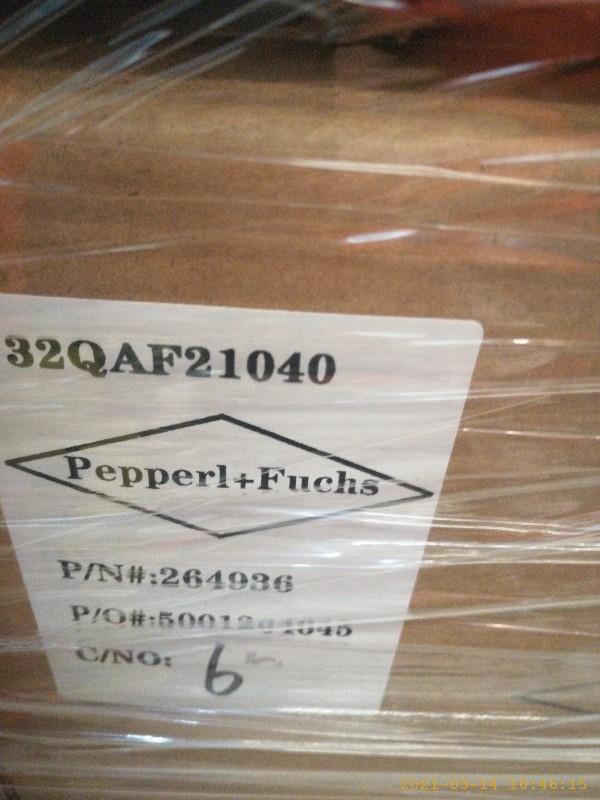 32QAF21040
Pepperl+Fuchs
P/N#:264936
P/O#:
C/NO: 6
2021-03-14 16:46:15